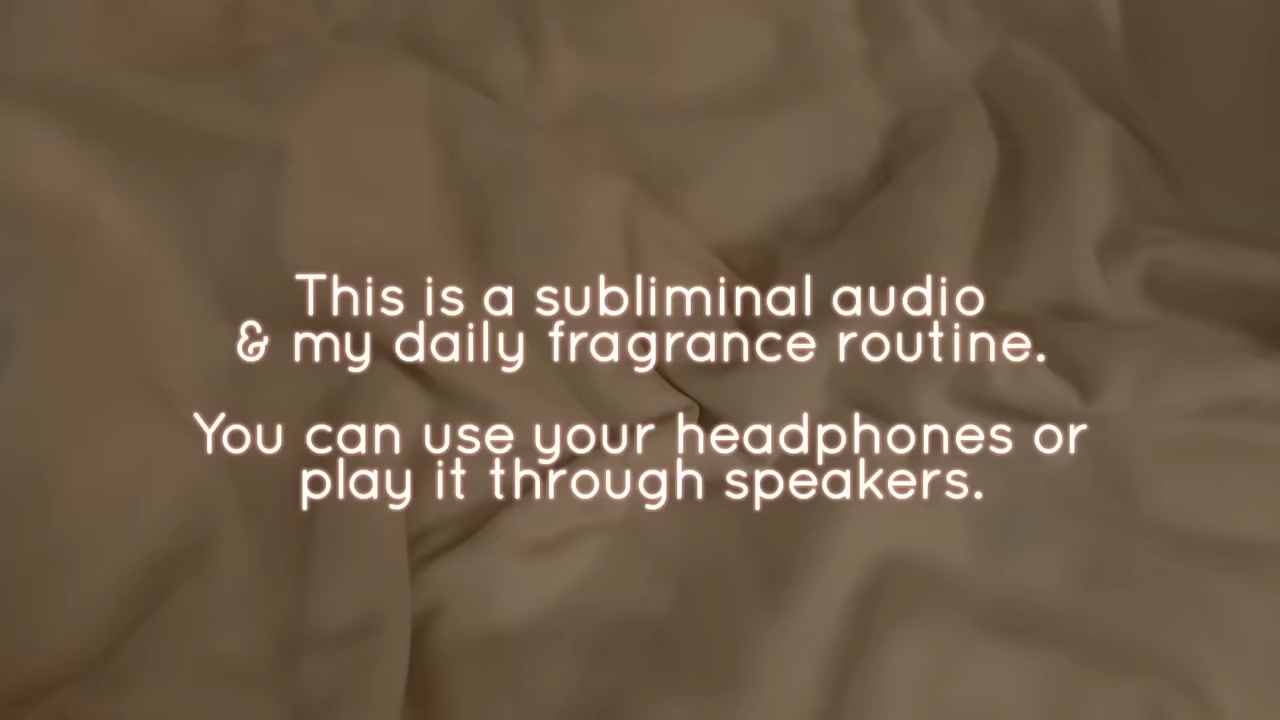 This is a subliminal audio
& my daily fragrance routine.
You can use your headphones or
play it through speakers.